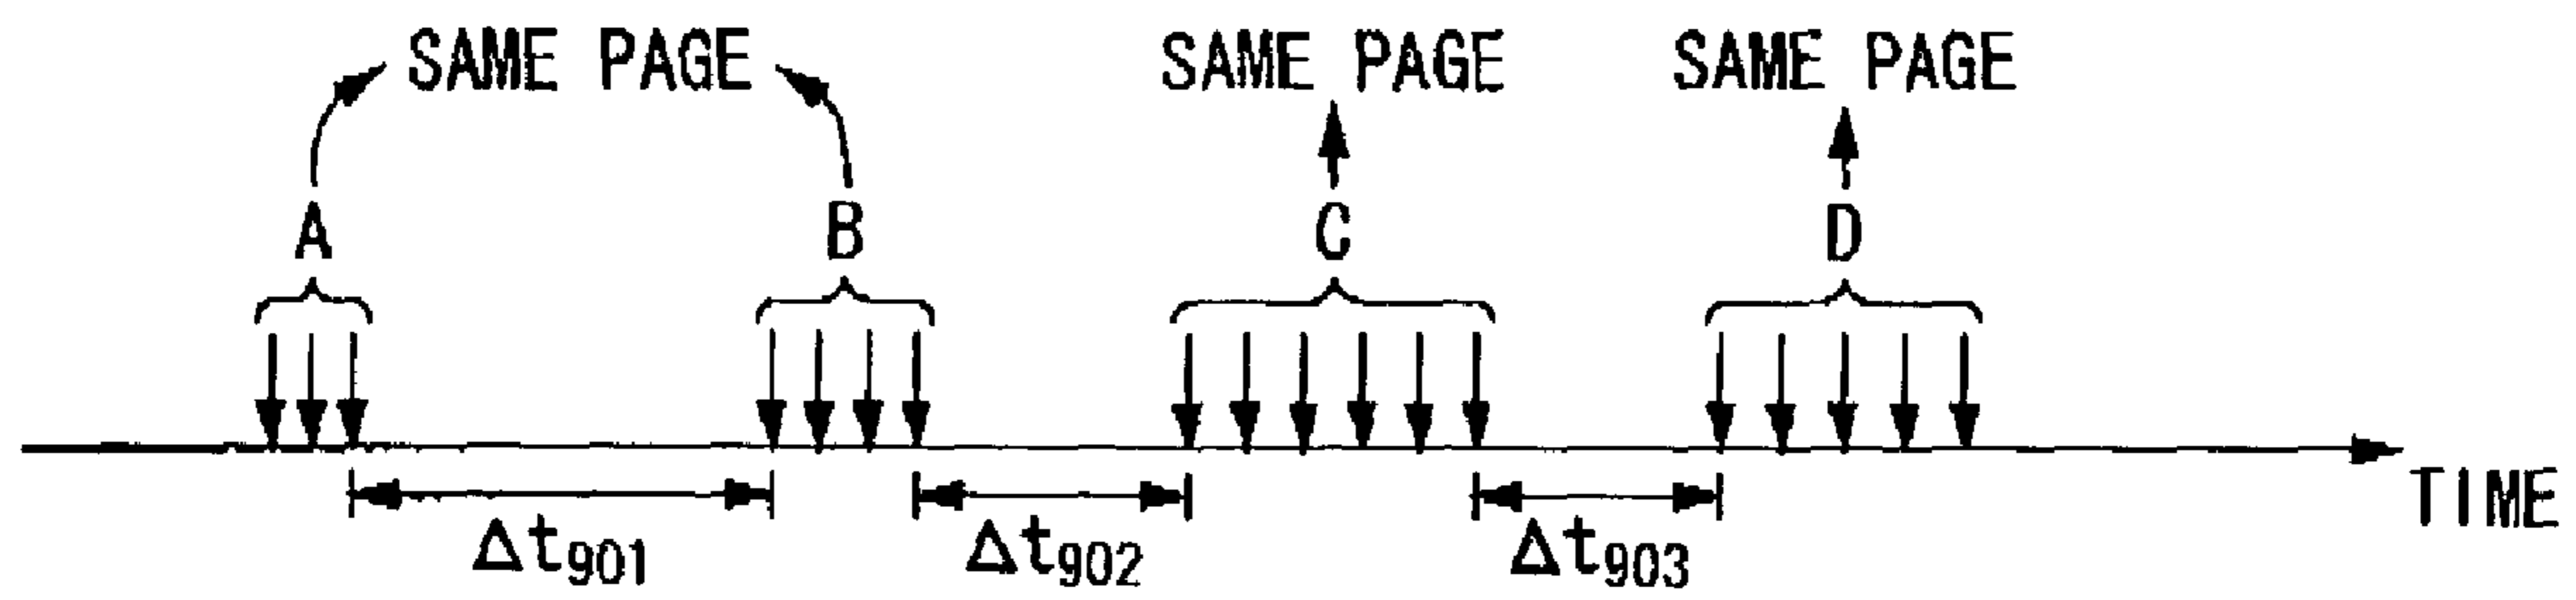 SAME PAGE SAME PAGE SAME PAGE
A B C D
Δt901 Δt902 Δt903 TIME